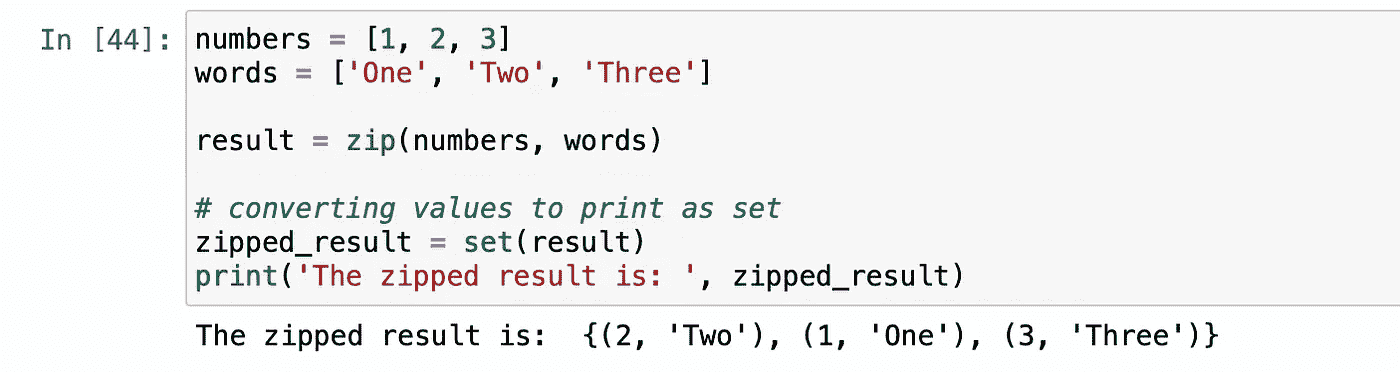 In [44]: numbers = [1, 2, 3]
words = ['One', 'Two', 'Three']
result = zip(numbers, words)
# converting values to print as set
zipped_result = set(result)
print('The zipped result is: ', zipped_result)
The zipped result is:  {(2, 'Two'), (1, 'One'), (3, 'Three')}